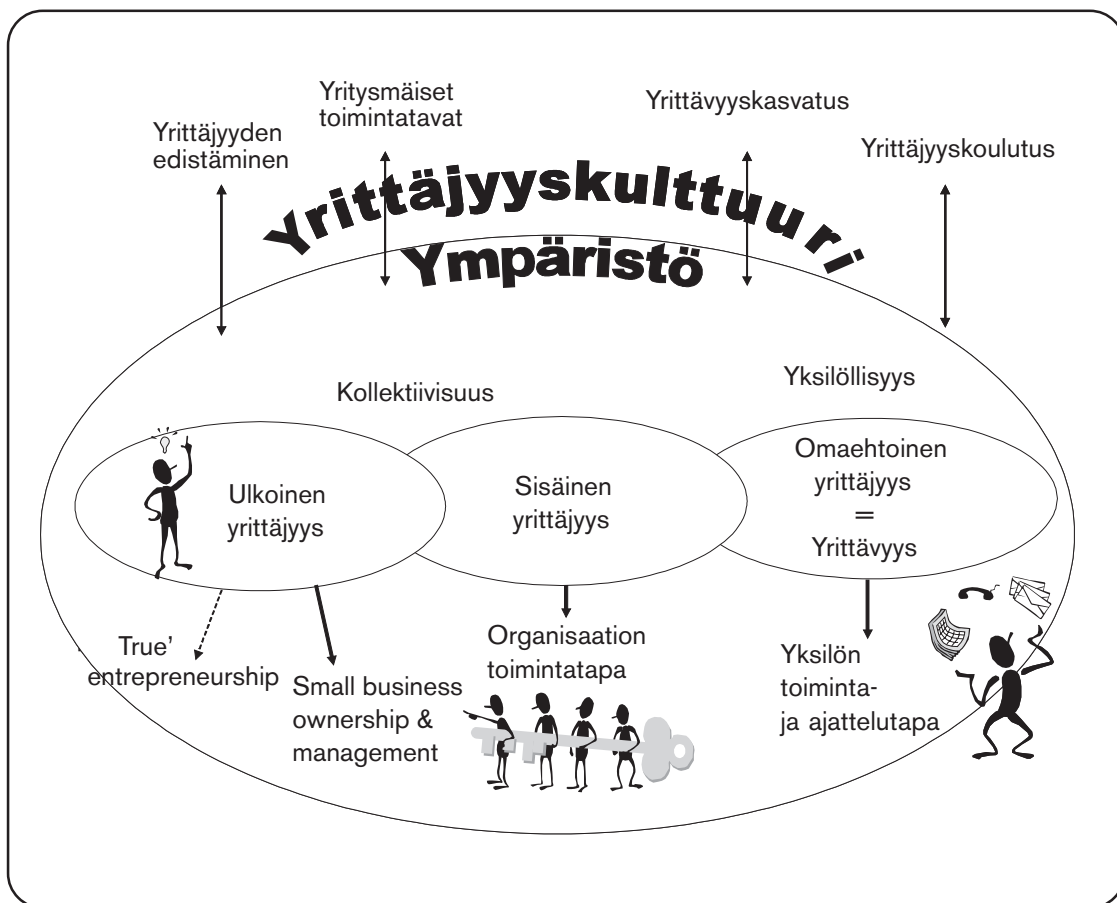 Yritysmäiset
toimintatavat
Yrittävyyskasvatus
Yrittäjyyden
edistäminen
Yrittäjyyskoulutus
Yrittäjyyskulttuuri
Ympäristö
Kollektiivisuus
Yksilöllisyys
Ulkoinen
yrittäjyys
Sisäinen
yrittäjyys
Omaehtoinen
yrittäjyys
=
Yrittävyys
True'
entrepreneurship
Small business
ownership &
management
Organisaation
toimintatapa
Yksilön
toiminta-
ja ajattelutapa